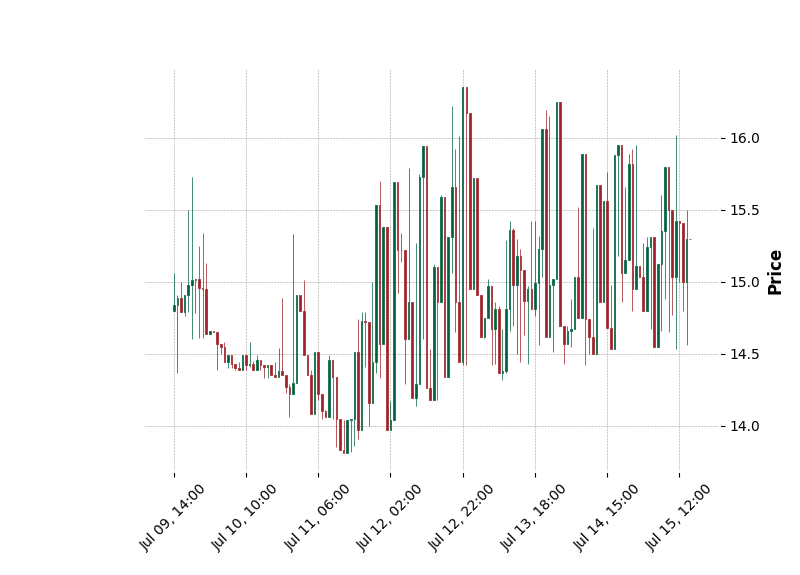 16.0
15.5
15.0
14.5
14.0
Price
Jul 09, 14:00
Jul 10, 10:00
Jul 11, 06:00
Jul 12, 02:00
Jul 12, 22:00
Jul 13, 18:00
Jul 14, 15:00
Jul 15, 12:00